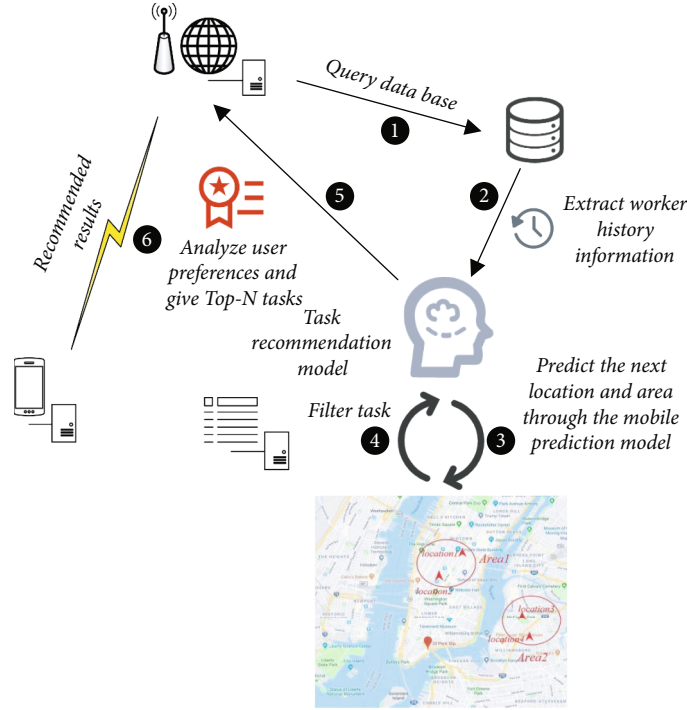 Query data base
1
2
Extract worker
history
information
5
Recommended
results
6
Analyze user
preferences and
give Top-N tasks
Task
recommendation
model
Predict the next
location and area
through the mobile
prediction model
Filter task
4
3
location1
Area1
location2
location3
location4
Area2